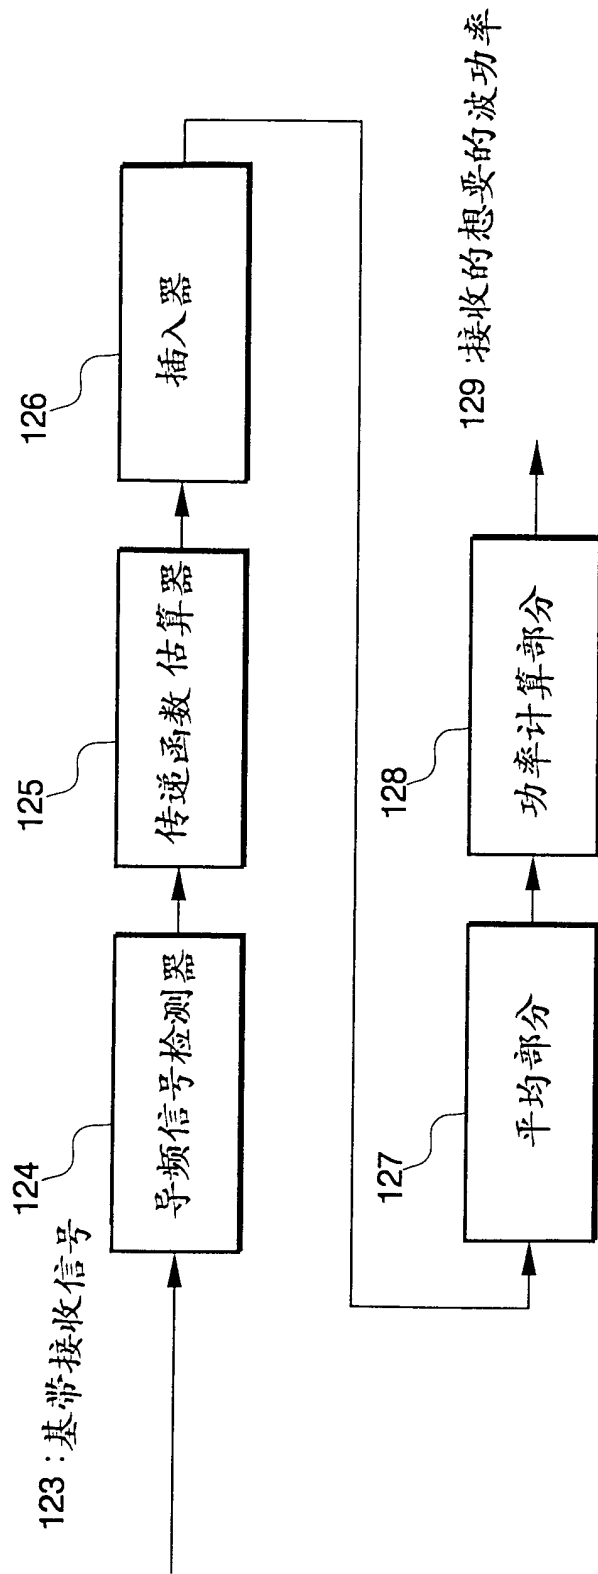 123：基带接收信号
124
导频信号检测器
125
传递函数 估算器
126
插入器
127
平均部分
128
功率计算部分
129：接收的想要的波功率